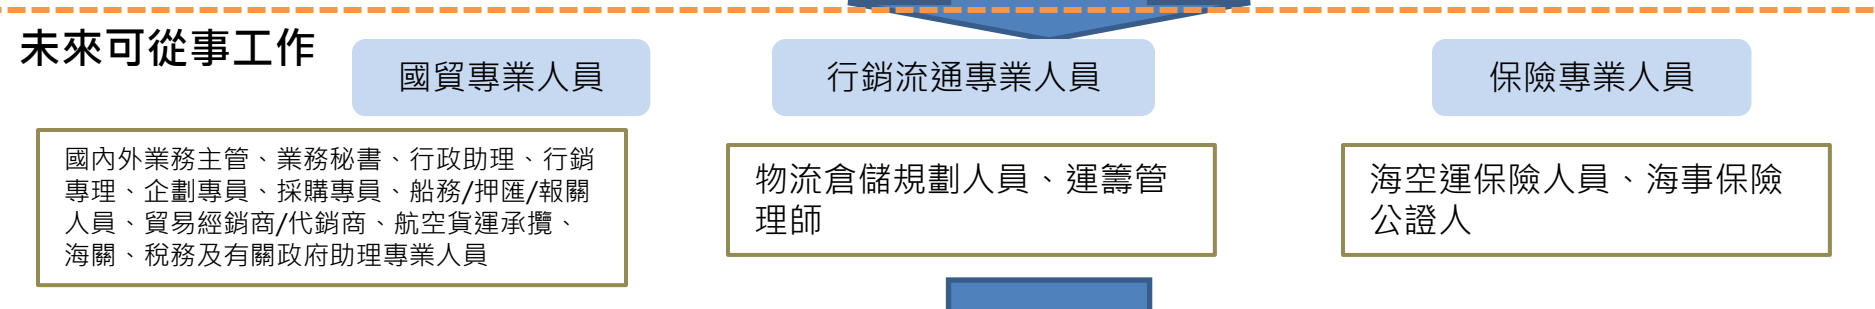 未來可從事工作
國貿專業人員
行銷流通專業人員
保險專業人員
國內外業務主管、業務秘書、行政助理、行銷
專理、企劃專員、採購專員、船務/押匯/報關
人員、貿易經銷商/代銷商、航空貨運承攬、
海關、稅務及有關政府助理專業人員
物流倉儲規劃人員、運籌管
理師
海空運保險人員、海事保險
公證人